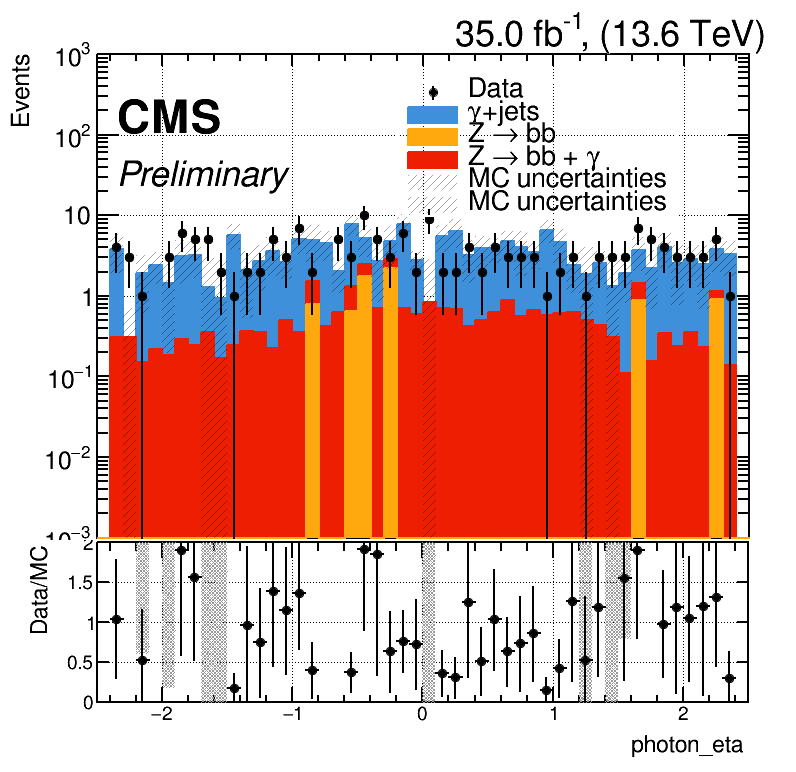 35.0 fb⁻¹, (13.6 TeV)
Events
10³
10²
10
1
10⁻¹
10⁻²
10⁻³
CMS
Preliminary
Data
γ+jets
Z → bb
Z → bb + γ
MC uncertainties
MC uncertainties
Data/MC
2
1.5
1
0.5
0
−2
−1
0
1
2
photon_eta